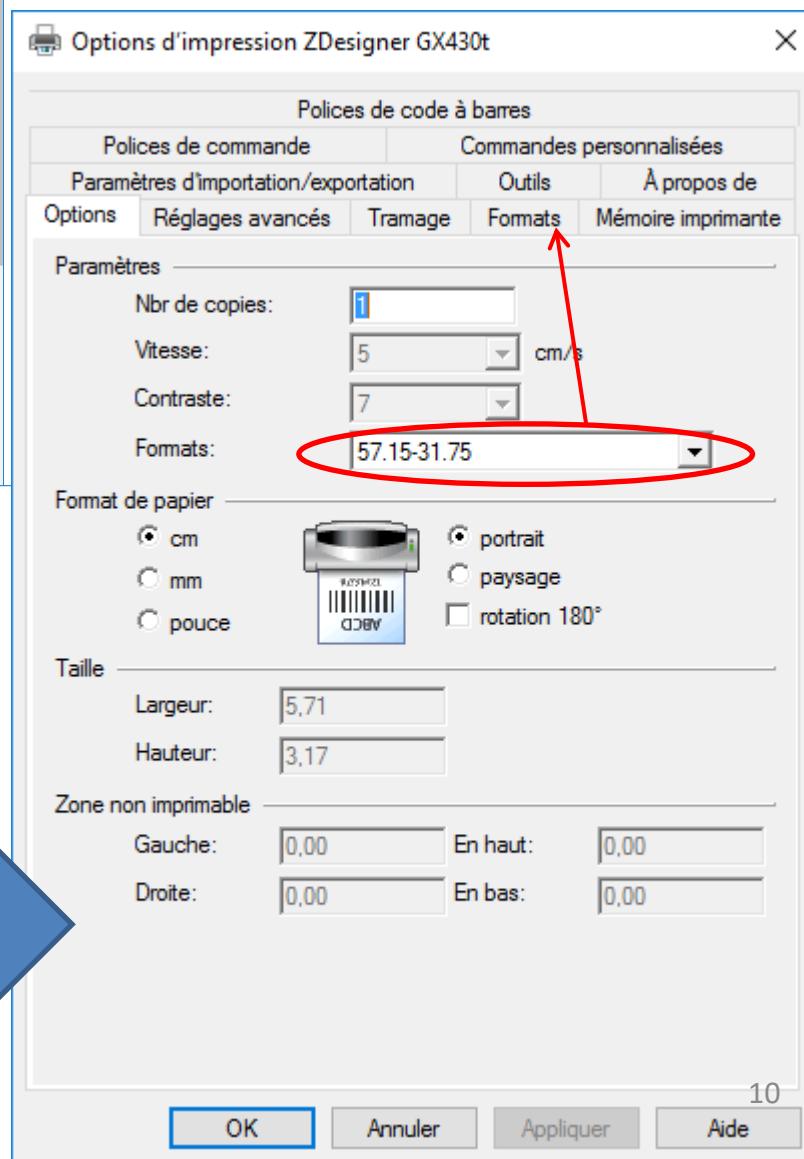 Options d'impression ZDesigner GX430t
Polices de code à barres
Polices de commande Commandes personnalisées
Paramètres d'importation/exportation Outils À propos de
Options Réglages avancés Tramage Formats Mémoire imprimante
Paramètres
Nbr de copies: 1
Vitesse: 5 cm/s
Contraste: 7
Formats: 57.15-31.75
Format de papier
cm portrait
mm paysage
pouce rotation 180°
ABCD
Taille
Largeur: 5,71
Hauteur: 3,17
Zone non imprimable
Gauche: 0,00 En haut: 0,00
Droite: 0,00 En bas: 0,00
10
OK Annuler Appliquer Aide